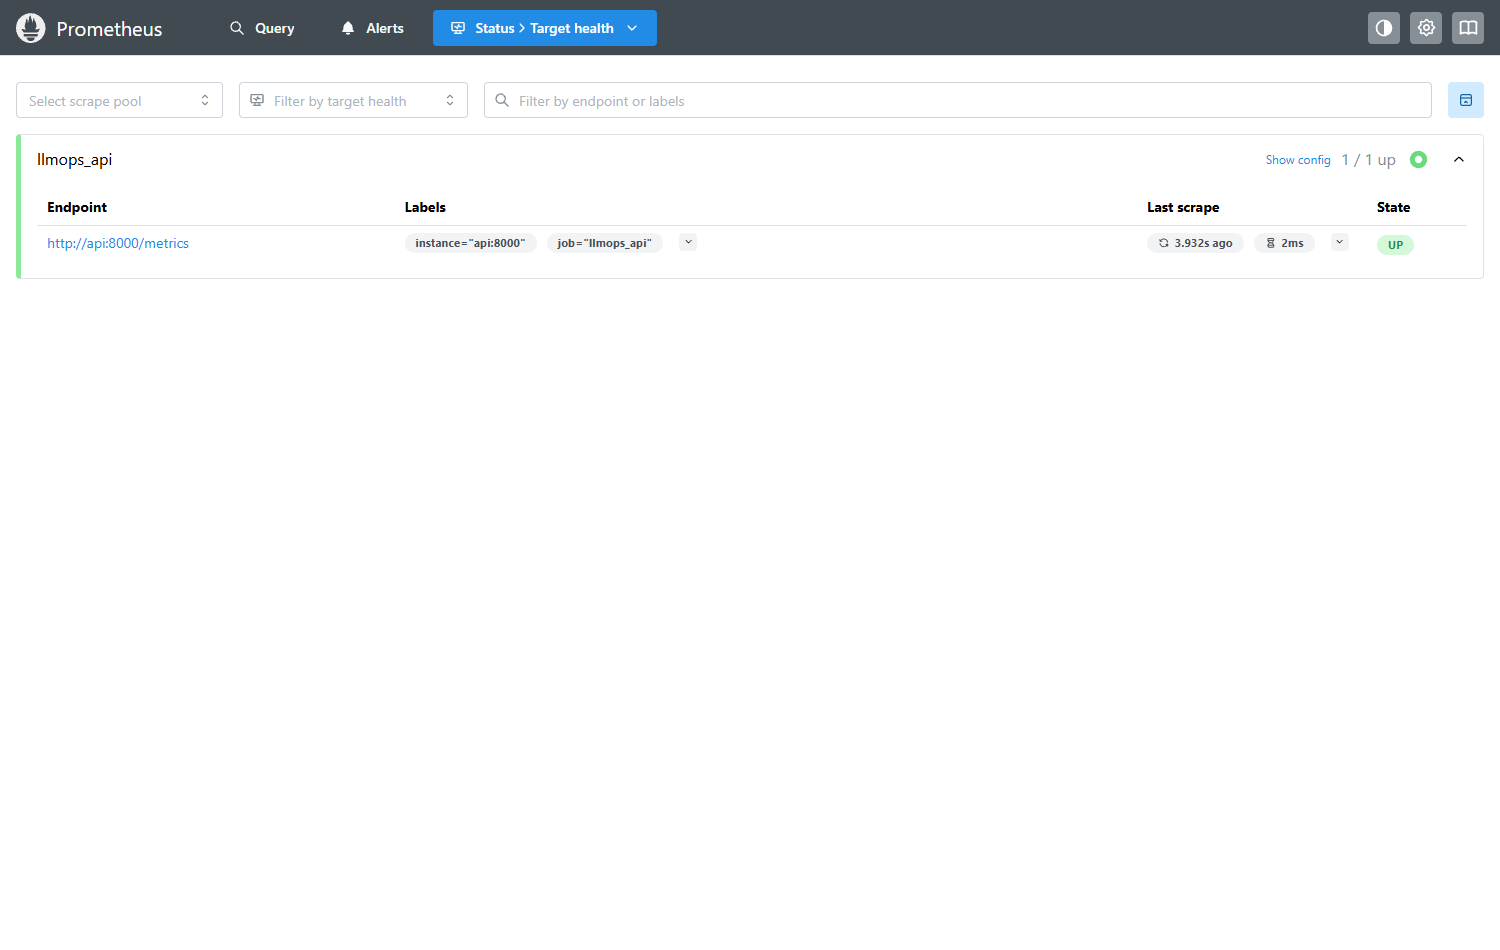 Prometheus Query Alerts Status > Target health
Select scrape pool Filter by target health Filter by endpoint or labels
llmops_api Show config 1 / 1 up
Endpoint Labels Last scrape State
http://api:8000/metrics instance="api:8000" job="llmops_api" 3.932s ago 2ms UP